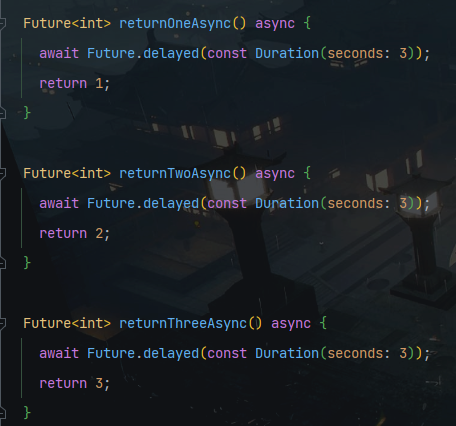 Future<int> returnOneAsync() async {
await Future.delayed(const Duration(seconds: 3));
return 1;
}
Future<int> returnTwoAsync() async {
await Future.delayed(const Duration(seconds: 3));
return 2;
}
Future<int> returnThreeAsync() async {
await Future.delayed(const Duration(seconds: 3));
return 3;
}